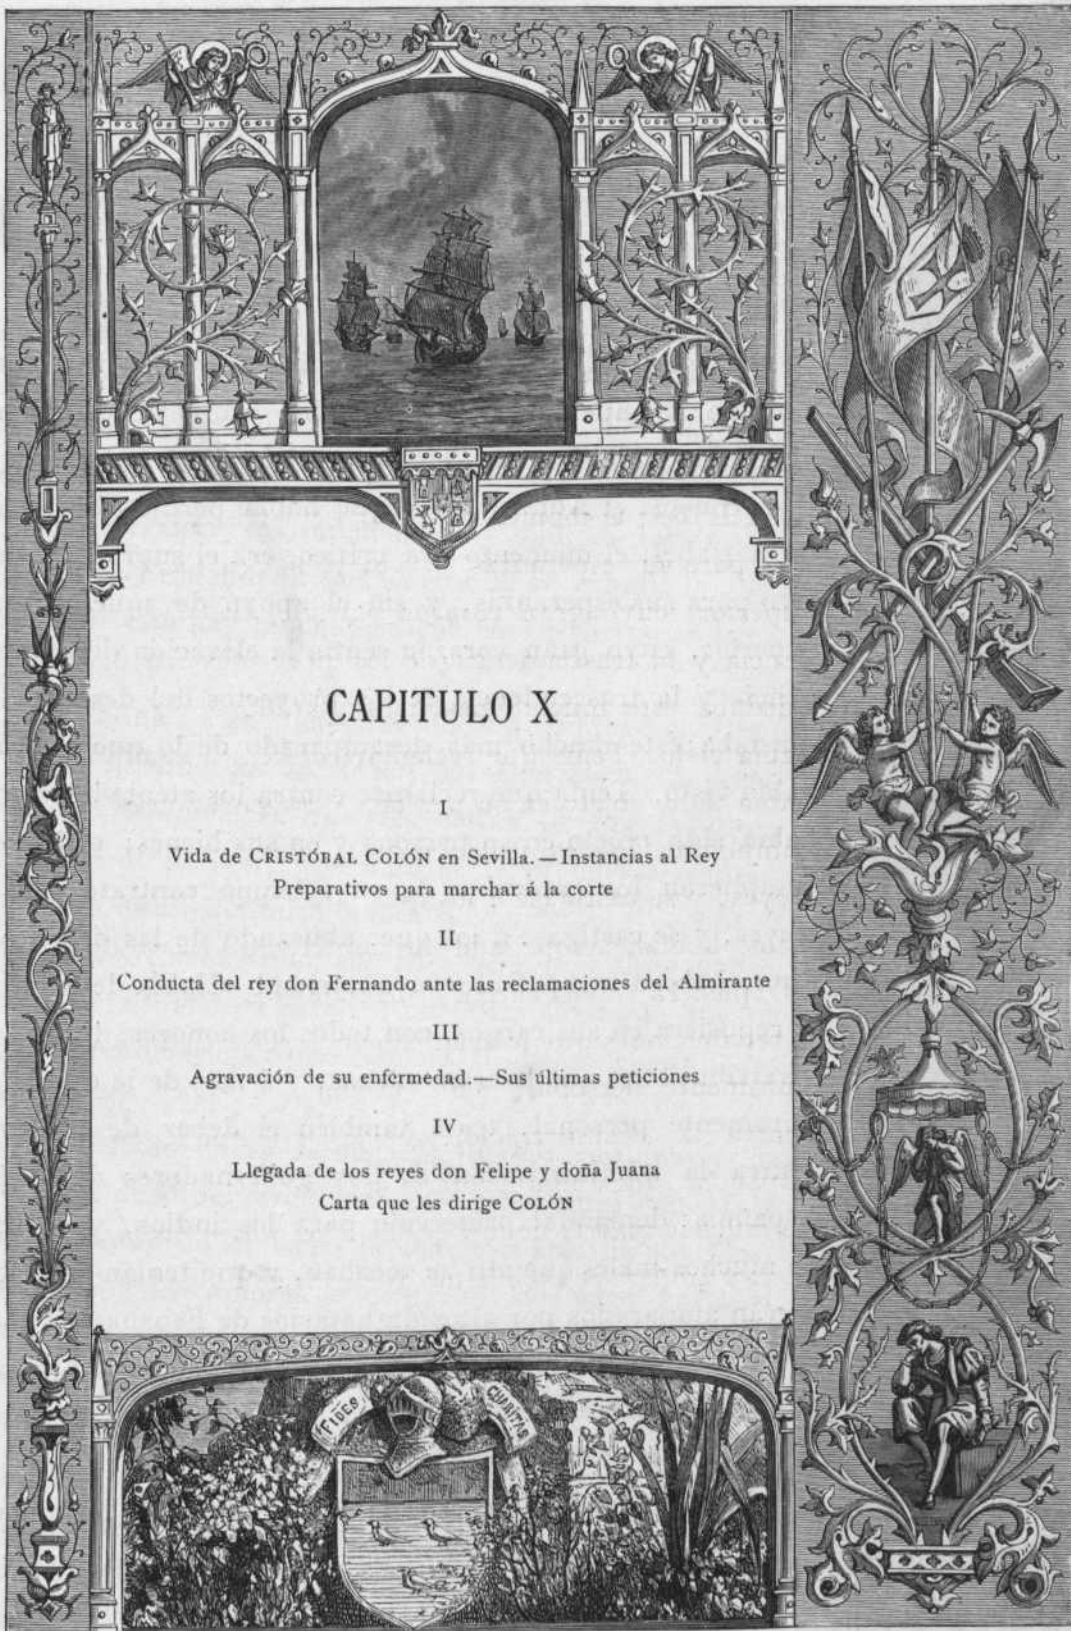 CAPITULO X
I
Vida de CRISTÓBAL COLÓN en Sevilla.—Instancias al Rey
Preparativos para marchar á la corte
II
Conducta del rey don Fernando ante las reclamaciones del Almirante
III
Agravación de su enfermedad.—Sus últimas peticiones
IV
Llegada de los reyes don Felipe y doña Juana
Carta que les dirige COLÓN
FIDES